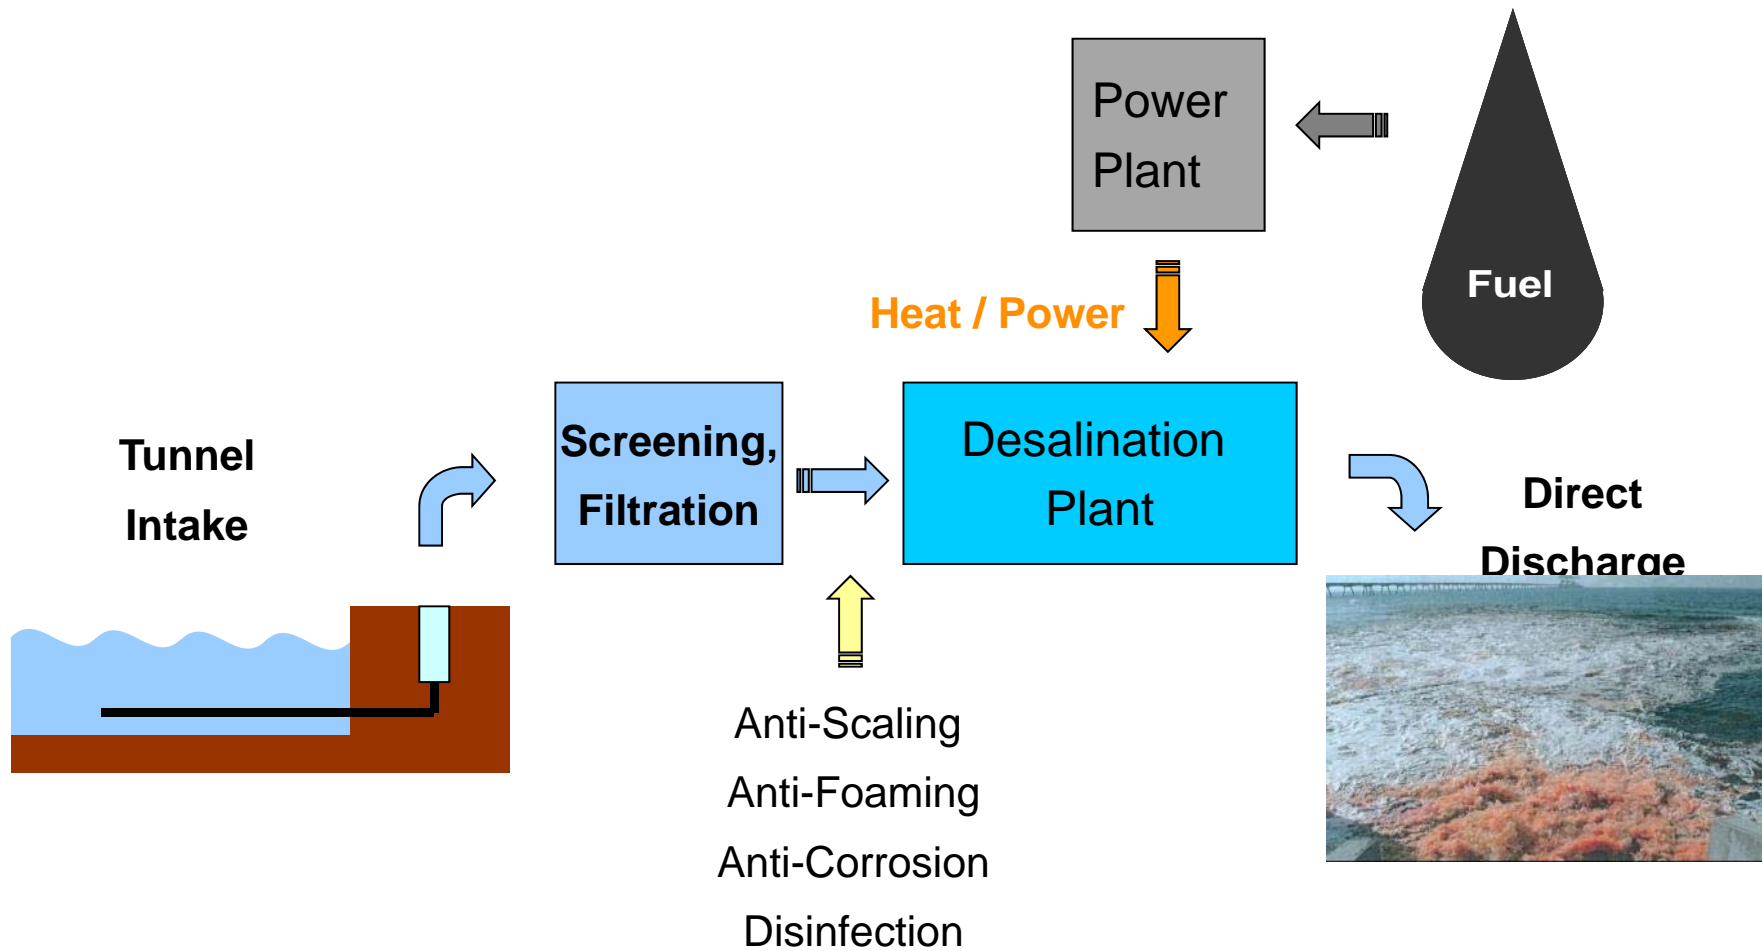 Power
Plant
Fuel
Heat / Power
Tunnel
Intake
Screening,
Filtration
Desalination
Plant
Direct
Discharge
Anti-Scaling
Anti-Foaming
Anti-Corrosion
Disinfection